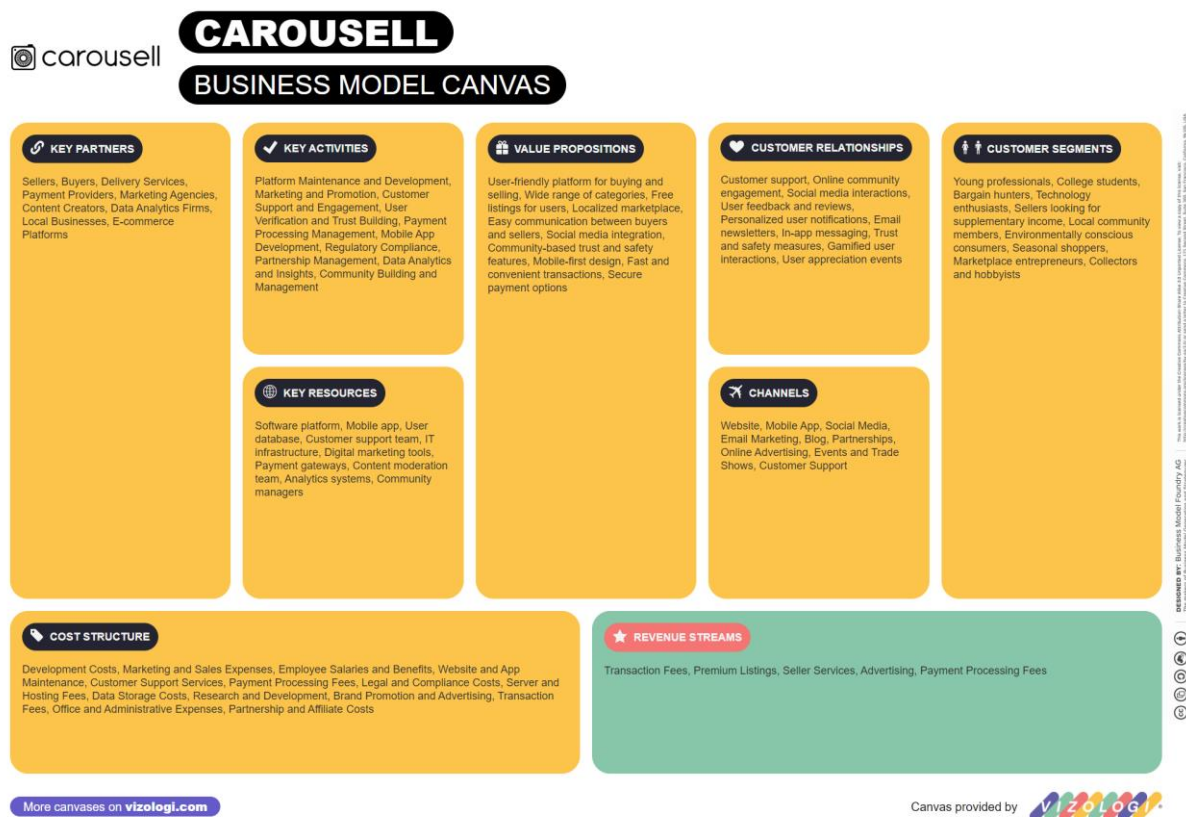 carousell
CAROUSELL
BUSINESS MODEL CANVAS
KEY PARTNERS
Sellers, Buyers, Delivery Services,
Payment Providers, Marketing Agencies,
Content Creators, Data Analytics Firms,
Local Businesses, E-commerce
Platforms
KEY ACTIVITIES
Platform Maintenance and Development,
Marketing and Promotion, Customer
Support and Engagement, User
Verification and Trust Building, Payment
Processing Management, Mobile App
Development, Regulatory Compliance,
Partnership Management, Data Analytics
and Insights, Community Building and
Management
KEY RESOURCES
Software platform, Mobile app, User
database, Customer support team, IT
infrastructure, Digital marketing tools,
Payment gateways, Content moderation
team, Analytics systems, Community
managers
VALUE PROPOSITIONS
User-friendly platform for buying and
selling, Wide range of categories, Free
listings for users, Localized marketplace,
Easy communication between buyers
and sellers, Social media integration,
Community-based trust and safety
features, Mobile-first design, Fast and
convenient transactions, Secure
payment options
CUSTOMER RELATIONSHIPS
Customer support, Online community
engagement, Social media interactions,
User feedback and reviews,
Personalized user notifications, Email
newsletters, In-app messaging, Trust
and safety measures, Gamified user
interactions, User appreciation events
CHANNELS
Website, Mobile App, Social Media,
Email Marketing, Blog, Partnerships,
Online Advertising, Events and Trade
Shows, Customer Support
CUSTOMER SEGMENTS
Young professionals, College students,
Bargain hunters, Technology
enthusiasts, Sellers looking for
supplementary income, Local community
members, Environmentally conscious
consumers, Seasonal shoppers,
Marketplace entrepreneurs, Collectors
and hobbyists
COST STRUCTURE
Development Costs, Marketing and Sales Expenses, Employee Salaries and Benefits, Website and App
Maintenance, Customer Support Services, Payment Processing Fees, Legal and Compliance Costs, Server and
Hosting Fees, Data Storage Costs, Research and Development, Brand Promotion and Advertising, Transaction
Fees, Office and Administrative Expenses, Partnership and Affiliate Costs
REVENUE STREAMS
Transaction Fees, Premium Listings, Seller Services, Advertising, Payment Processing Fees
DESIGNED BY: Business Model Foundry AG
More canvases on vizologi.com
Canvas provided by VIZOLOGI